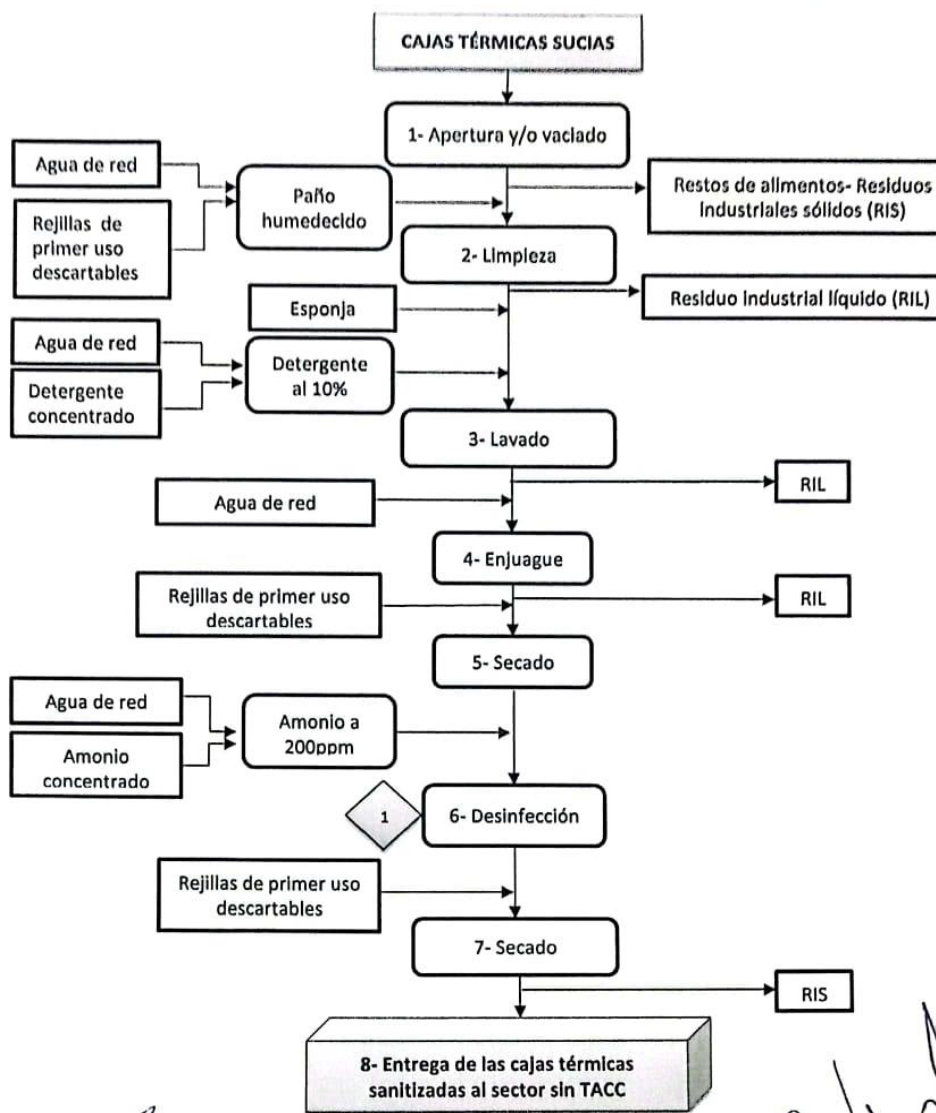 CAJAS TÉRMICAS SUCIAS
1- Apertura y/o vaciado
Agua de red
Rejillas de
primer uso
descartables
Paño
humedecido
Restos de alimentos- Residuos
industriales sólidos (RIS)
2- Limpieza
Residuo industrial líquido (RIL)
Esponja
Agua de red
Detergente
concentrado
Detergente
al 10%
3- Lavado
RIL
Agua de red
4- Enjuague
RIL
Rejillas de primer uso
descartables
5- Secado
Agua de red
Amonio
concentrado
Amonio a
200ppm
1
6- Desinfección
Rejillas de primer uso
descartables
7- Secado
RIS
8- Entrega de las cajas térmicas
sanitizadas al sector sin TACC